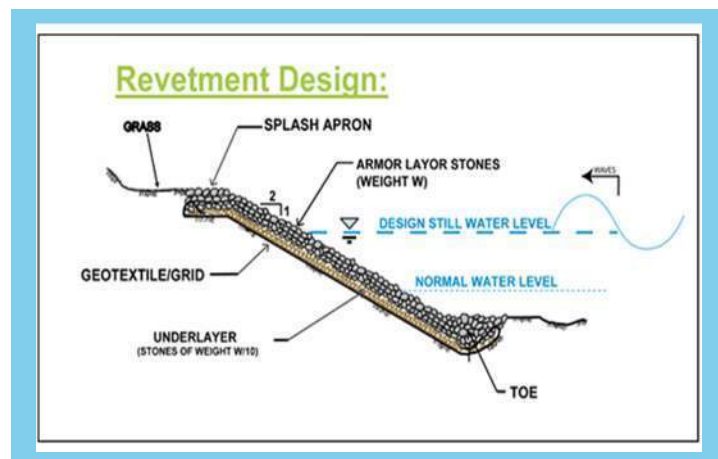 Revetment Design:
GRASS
SPLASH APRON
ARMOR LAYOR STONES
(WEIGHT W)
WAVES
2
1
DESIGN STILL WATER LEVEL
GEOTEXTILE/GRID
NORMAL WATER LEVEL
UNDERLAYER
(STONES OF WEIGHT W/10)
TOE